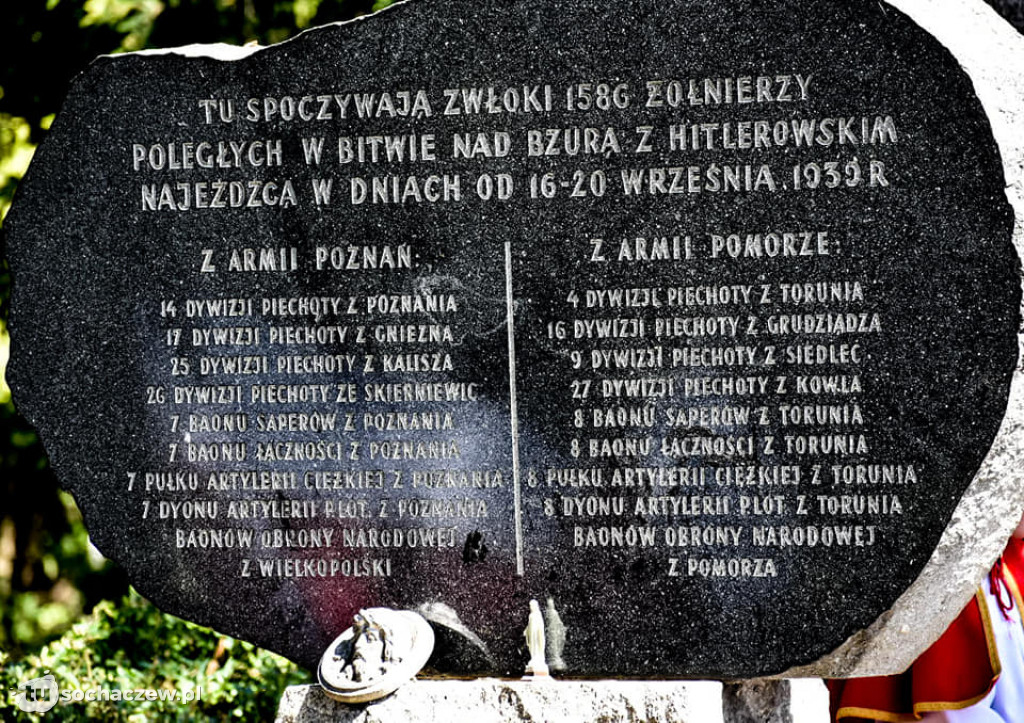 TU SPOCZYWAJĄ ZWŁOKI 1586 ŻOŁNIERZY
POLEGŁYCH W BITWIE NAD BZURĄ Z HITLEROWSKIM
NAJEŹDŹCĄ W DNIACH OD 16-20 WRZEŚNIA 1939 R
Z ARMII POZNAŃ:
14 DYWIZJI PIECHOTY Z POZNANIA
17 DYWIZJI PIECHOTY Z GNIEZNA
25 DYWIZJI PIECHOTY Z KALISZA
26 DYWIZJI PIECHOTY ZE SKIERNIEWIC
7 BAONU SAPERÓW Z POZNANIA
7 BAONU ŁĄCZNOŚCI Z POZNANIA
7 PUŁKU ARTYLERII CIĘŻKIEJ Z POZNANIA
7 DYONU ARTYLERII PLOT. Z POZNANIA
BAONÓW OBRONY NARODOWEJ
Z WIELKOPOLSKI
Z ARMII POMORZE:
4 DYWIZJI PIECHOTY Z TORUNIA
16 DYWIZJI PIECHOTY Z GRUDZIĄDZA
9 DYWIZJI PIECHOTY Z SIEDLEC
27 DYWIZJI PIECHOTY Z KOWLA
8 BAONU SAPERÓW Z TORUNIA
8 BAONU ŁĄCZNOŚCI Z TORUNIA
8 PUŁKU ARTYLERII CIĘŻKIEJ Z TORUNIA
8 DYONU ARTYLERII PLOT. Z TORUNIA
BAONÓW OBRONY NARODOWEJ
Z POMORZA
tu sochaczew.pl